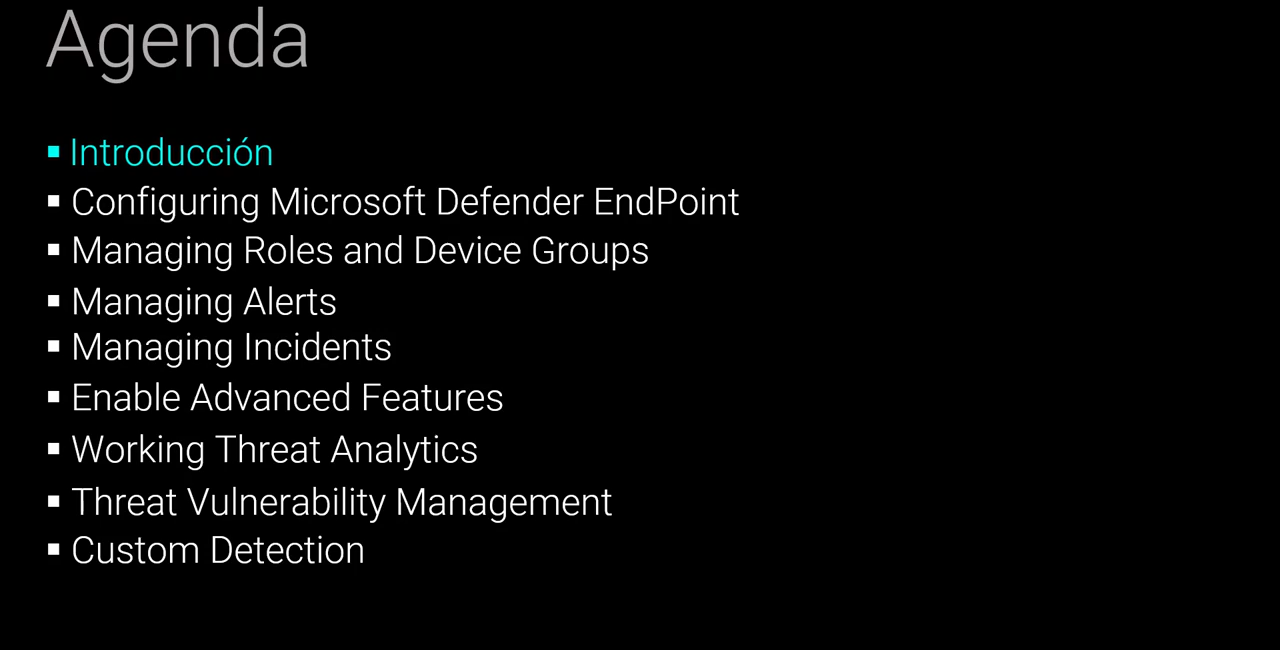 Agenda
▪ Introducción
▪ Configuring Microsoft Defender EndPoint
▪ Managing Roles and Device Groups
▪ Managing Alerts
▪ Managing Incidents
▪ Enable Advanced Features
▪ Working Threat Analytics
▪ Threat Vulnerability Management
▪ Custom Detection